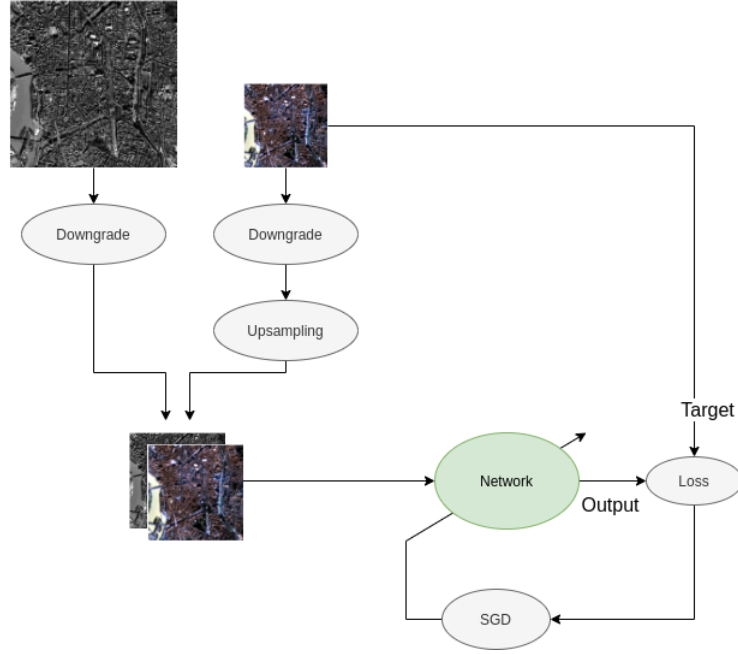 Downgrade
Downgrade
Upsampling
Target
Network
Loss
Output
SGD